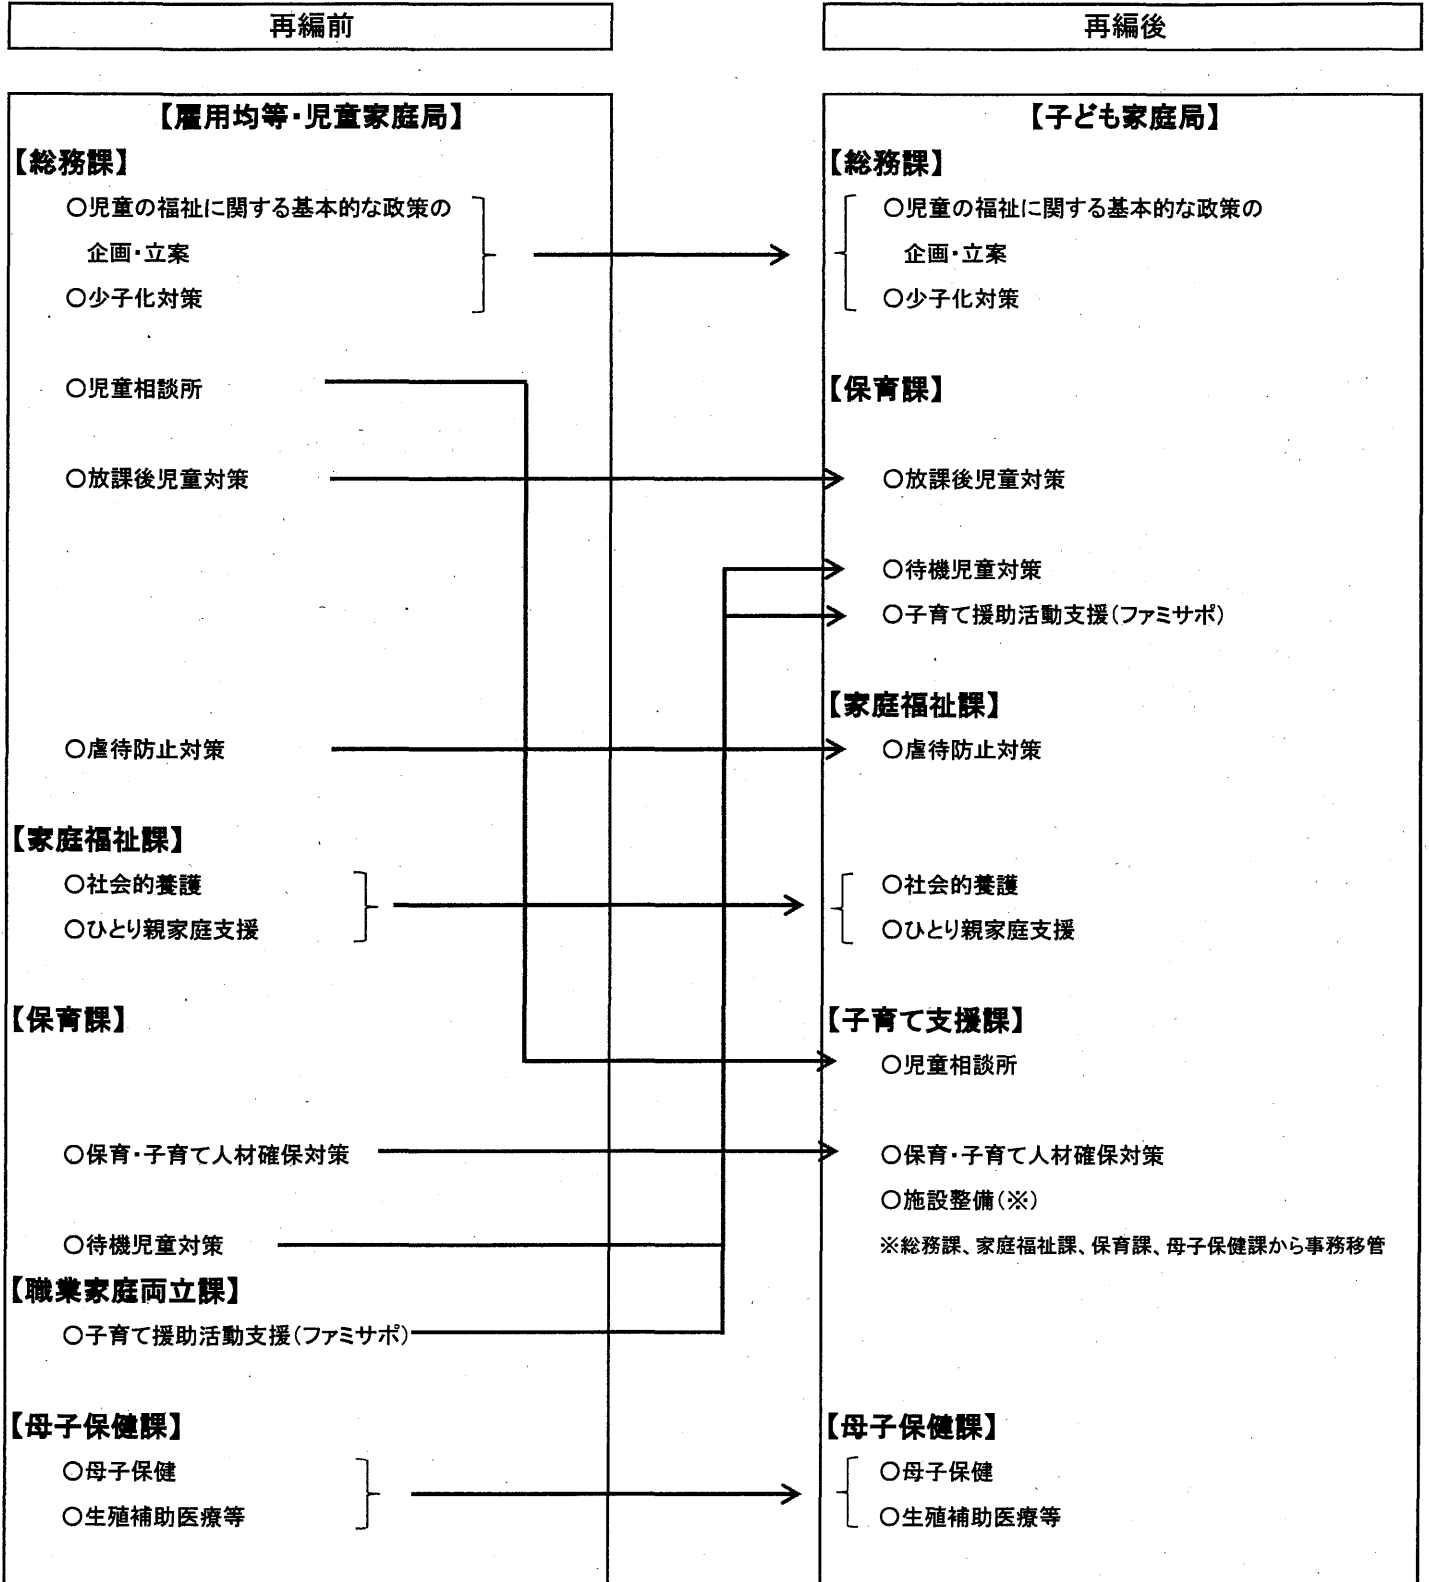 再編前
【雇用均等・児童家庭局】
【総務課】
○児童の福祉に関する基本的な政策の
企画・立案
○少子化対策
○児童相談所
○放課後児童対策
○虐待防止対策
【家庭福祉課】
○社会的養護
○ひとり親家庭支援
【保育課】
○保育・子育て人材確保対策
○待機児童対策
【職業家庭両立課】
○子育て援助活動支援(ファミサポ)
【母子保健課】
○母子保健
○生殖補助医療等
再編後
【子ども家庭局】
【総務課】
○児童の福祉に関する基本的な政策の
企画・立案
○少子化対策
【保育課】
○放課後児童対策
○待機児童対策
○子育て援助活動支援(ファミサポ)
【家庭福祉課】
○虐待防止対策
○社会的養護
○ひとり親家庭支援
【子育て支援課】
○児童相談所
○保育・子育て人材確保対策
○施設整備(※)
※総務課、家庭福祉課、保育課、母子保健課から事務移管
【母子保健課】
○母子保健
○生殖補助医療等